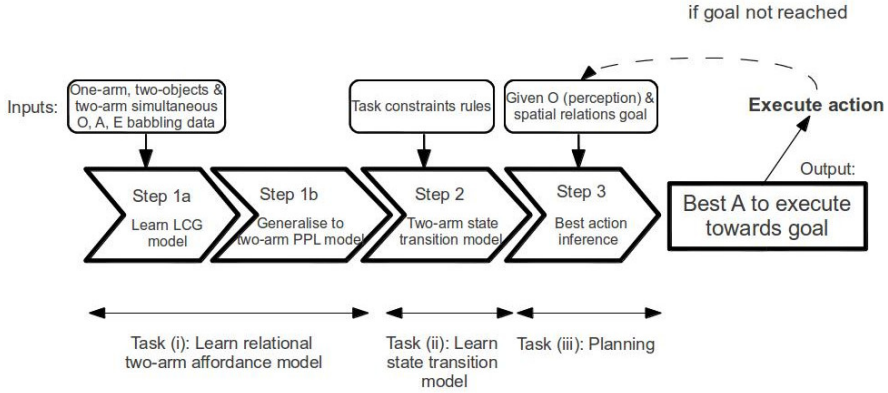 if goal not reached
One-arm, two-objects &
two-arm simultaneous
O, A, E babbling data
Inputs:
Task constraints rules
Given O (perception) &
spatial relations goal
Execute action
Output:
Step 1a
Learn LCG
model
Step 1b
Generalise to
two-arm PPL model
Step 2
Two-arm state
transition model
Step 3
Best action
inference
Best A to execute
towards goal
Task (i): Learn relational
two-arm affordance model
Task (ii): Learn
state transition
model
Task (iii): Planning